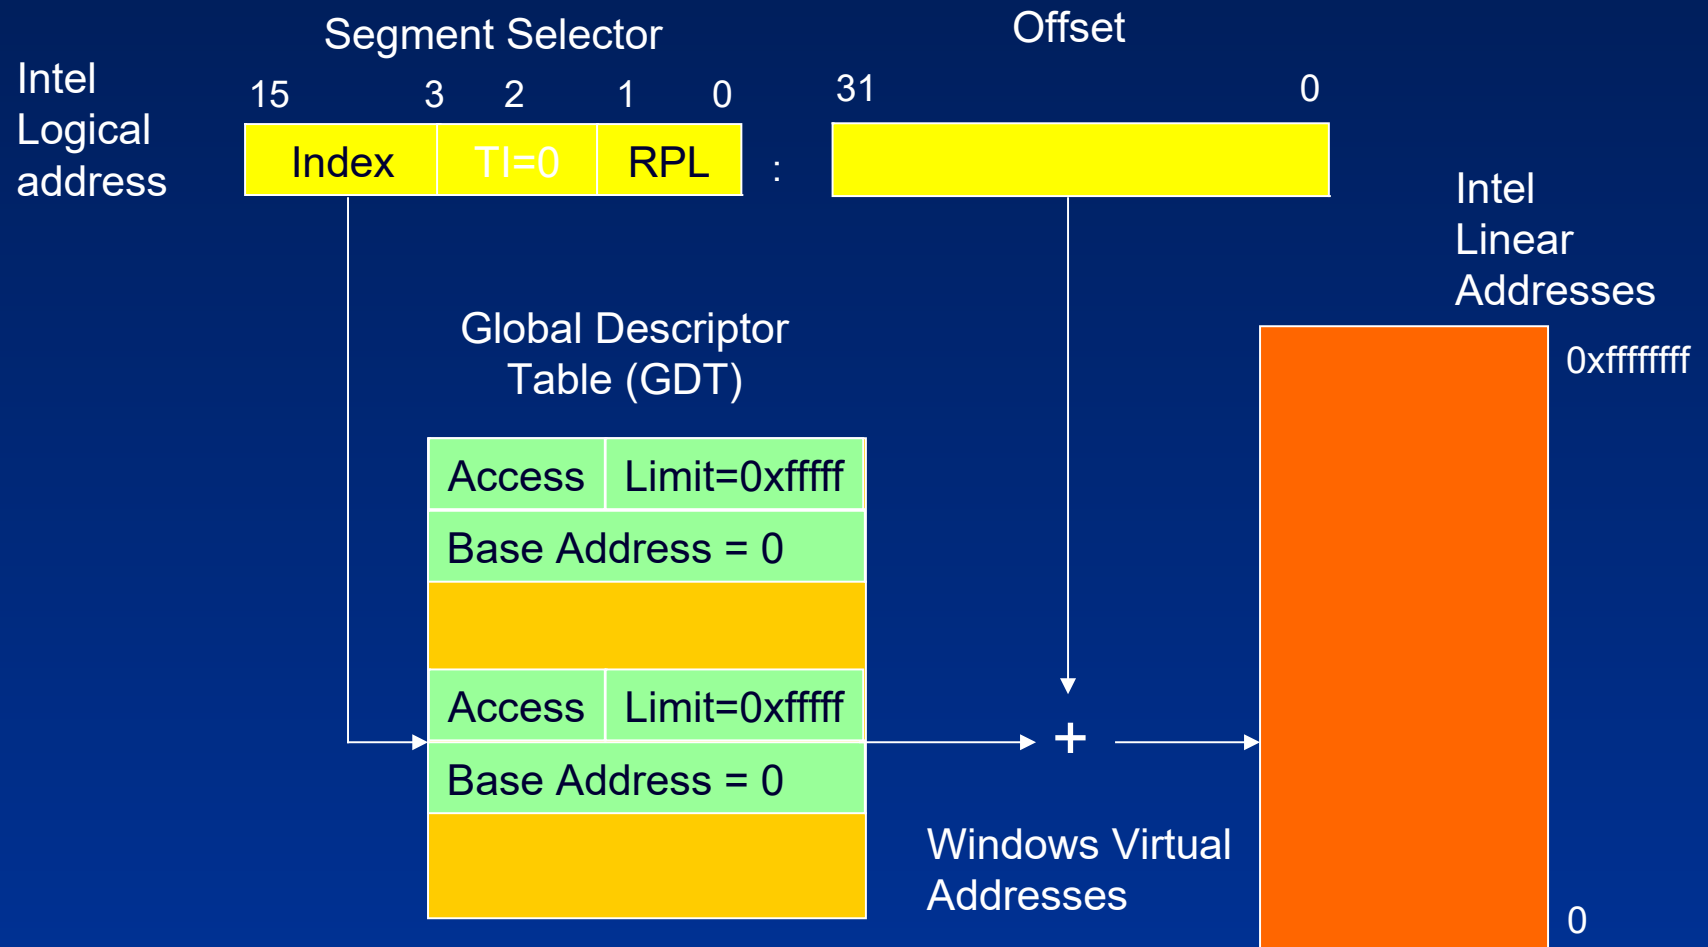 Segment Selector
Offset
Intel
Logical
address
15 3 2 1 0
31 0
Index TI=0 RPL :
Intel
Linear
Addresses
Global Descriptor
Table (GDT)
0xffffffff
Access Limit=0xfffff
Base Address = 0
Access Limit=0xfffff
+
Base Address = 0
Windows Virtual
Addresses
0